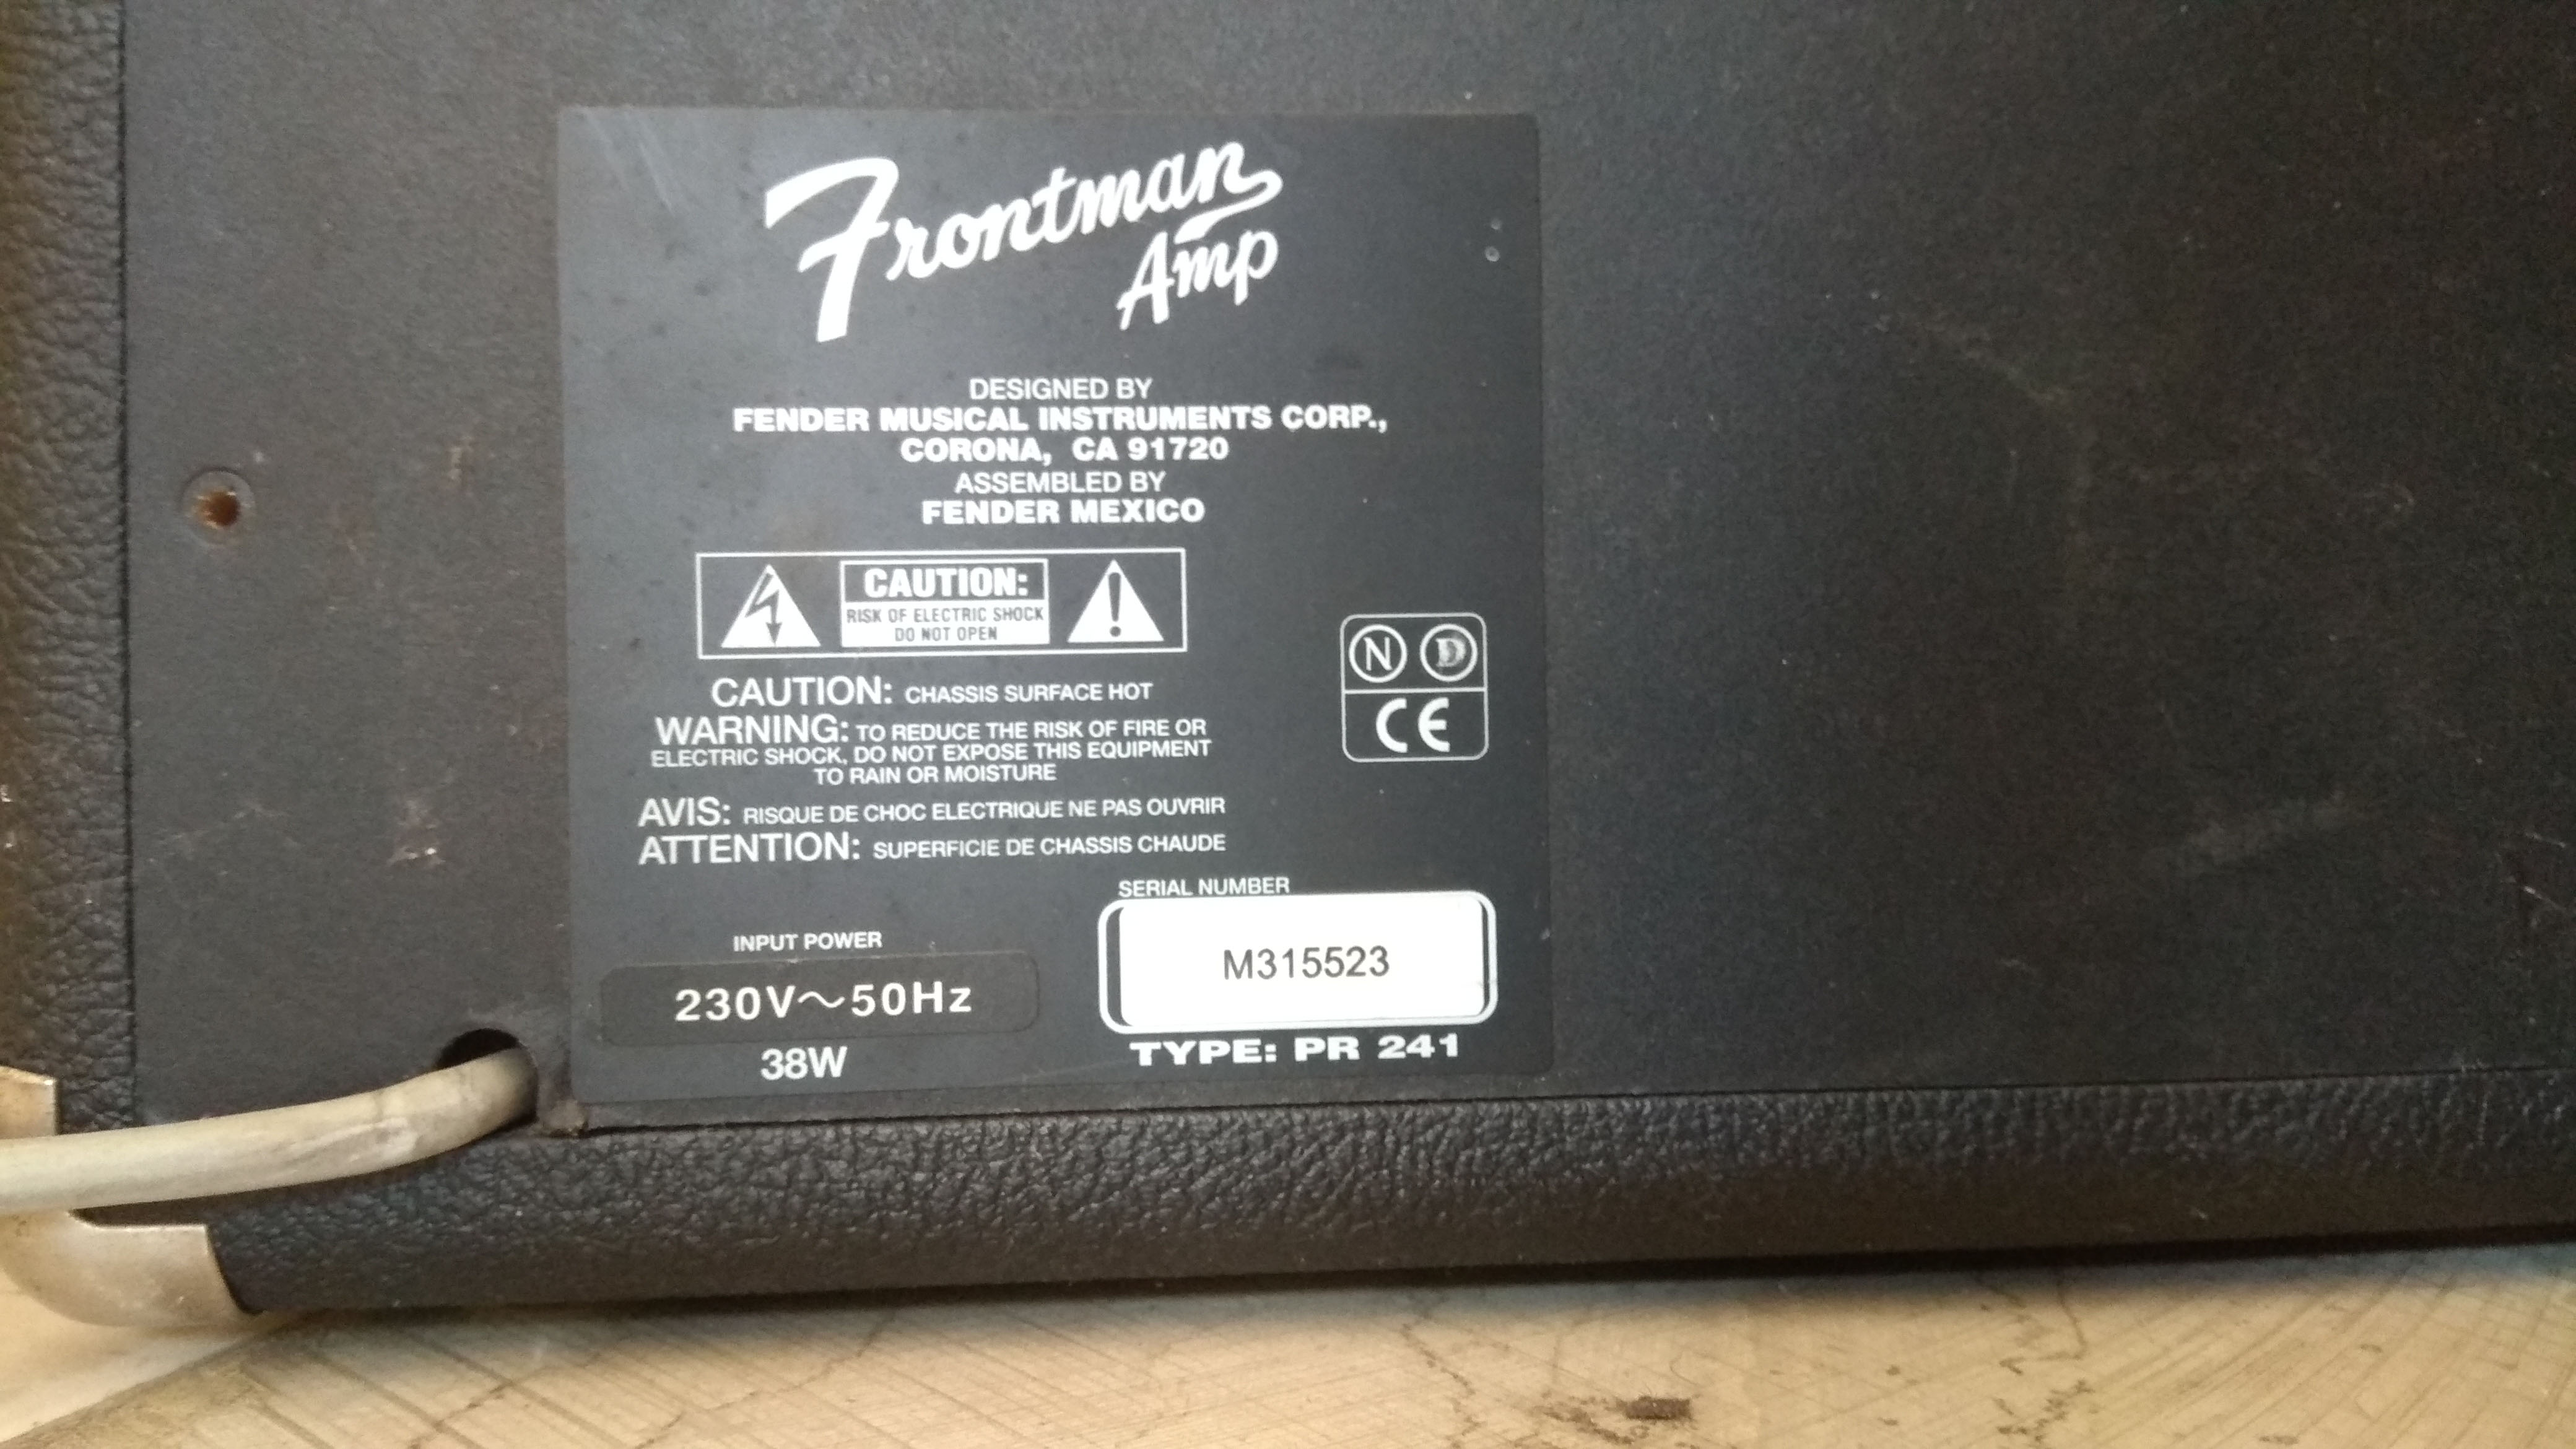 Frontman
Amp
DESIGNED BY
FENDER MUSICAL INSTRUMENTS CORP.,
CORONA, CA 91720
ASSEMBLED BY
FENDER MEXICO
CAUTION:
RISK OF ELECTRIC SHOCK
DO NOT OPEN
CAUTION: CHASSIS SURFACE HOT
WARNING: TO REDUCE THE RISK OF FIRE OR
ELECTRIC SHOCK, DO NOT EXPOSE THIS EQUIPMENT
TO RAIN OR MOISTURE
N D
CE
AVIS: RISQUE DE CHOC ELECTRIQUE NE PAS OUVRIR
ATTENTION: SUPERFICIE DE CHASSIS CHAUDE
INPUT POWER
230V~50Hz
38W
SERIAL NUMBER
M315523
TYPE: PR 241